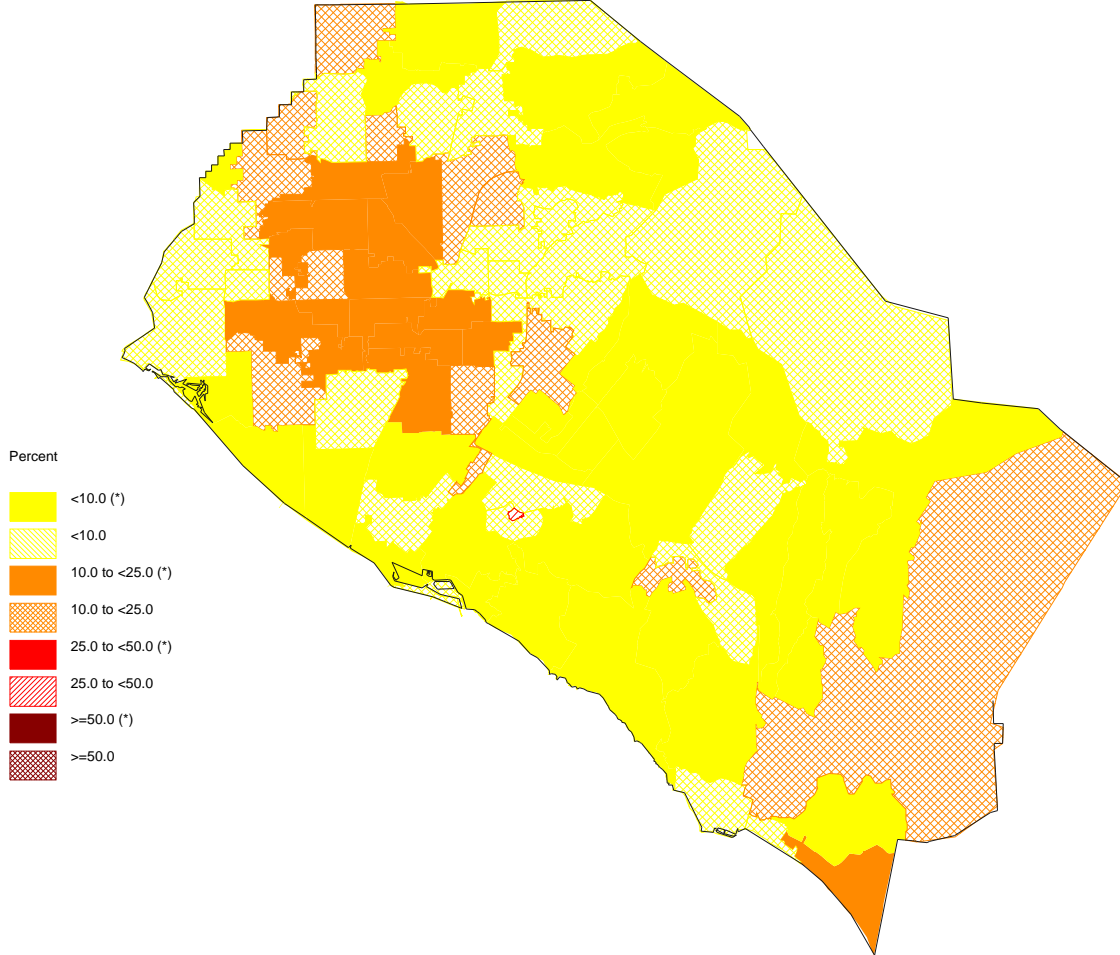 Percent
<10.0 (*)
<10.0
10.0 to <25.0 (*)
10.0 to <25.0
25.0 to <50.0 (*)
25.0 to <50.0
>=50.0 (*)
>=50.0